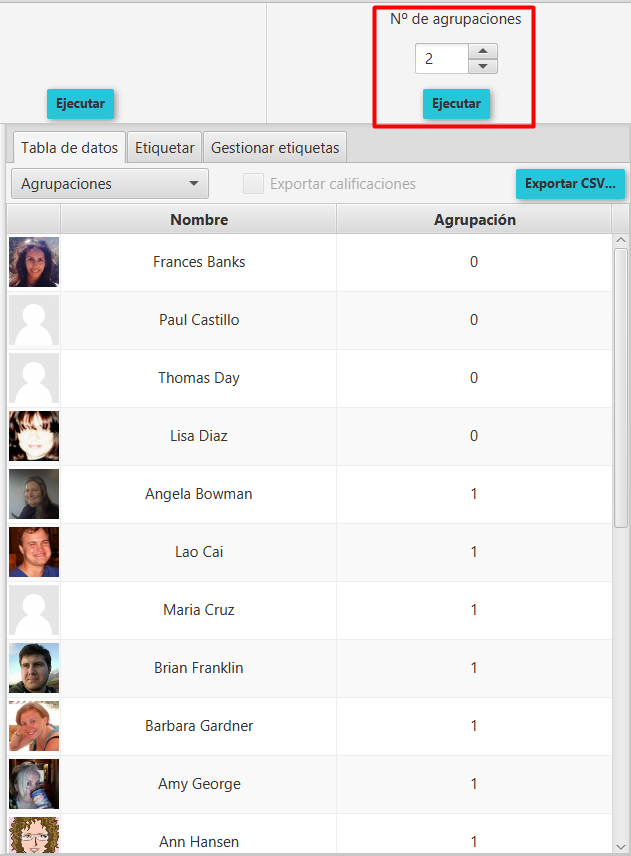 Nº de agrupaciones
2
Ejecutar Ejecutar
Tabla de datos Etiquetar Gestionar etiquetas
Agrupaciones Exportar calificaciones Exportar CSV...
Nombre Agrupación
Frances Banks 0
Paul Castillo 0
Thomas Day 0
Lisa Diaz 0
Angela Bowman 1
Lao Cai 1
Maria Cruz 1
Brian Franklin 1
Barbara Gardner 1
Amy George 1
Ann Hansen 1